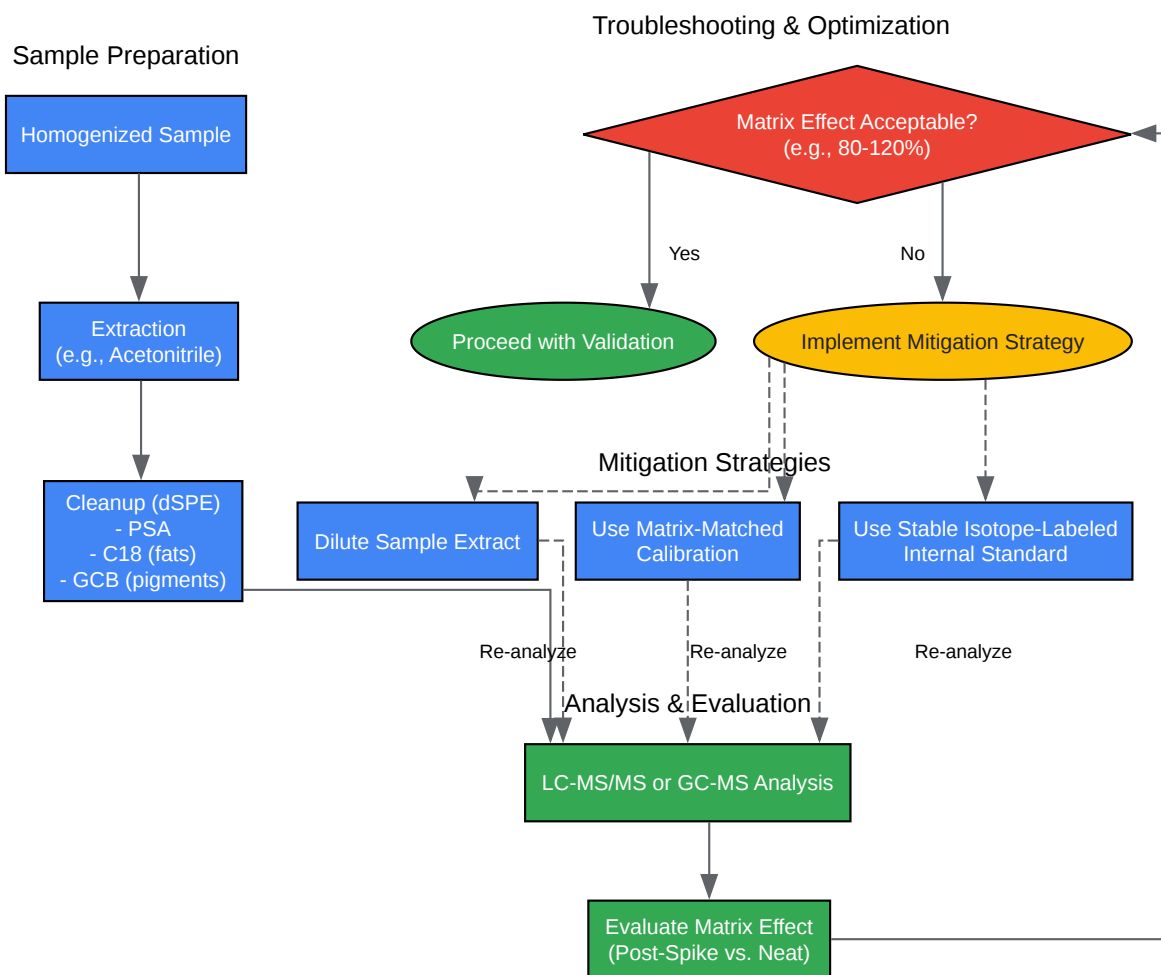 Troubleshooting & Optimization
Sample Preparation
Homogenized Sample
Matrix Effect Acceptable?
(e.g., 80-120%)
Yes
No
Extraction
(e.g., Acetonitrile)
Proceed with Validation
Implement Mitigation Strategy
Mitigation Strategies
Cleanup (dSPE)
- PSA
- C18 (fats)
- GCB (pigments)
Dilute Sample Extract
Use Matrix-Matched
Calibration
Use Stable Isotope-Labeled
Internal Standard
Re-analyze
Re-analyze
Re-analyze
Analysis & Evaluation
LC-MS/MS or GC-MS Analysis
Evaluate Matrix Effect
(Post-Spike vs. Neat)